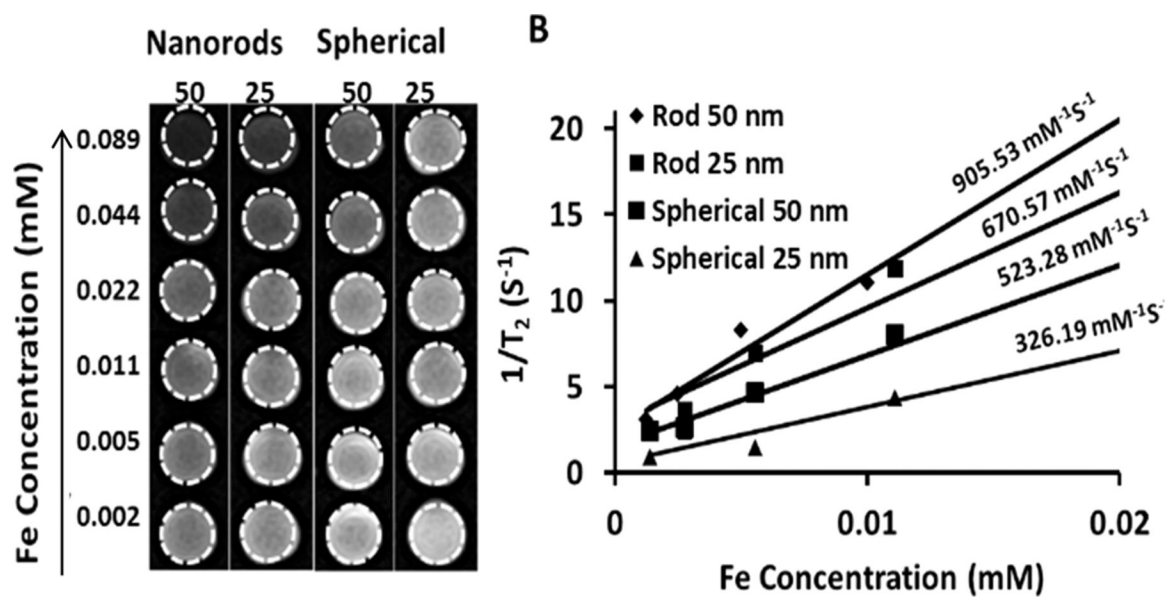 Nanorods Spherical
50 25 50 25
Fe Concentration (mM)
0.089
0.044
0.022
0.011
0.005
0.002
B
1/T₂ (S⁻¹)
20
15
10
5
0
◆ Rod 50 nm
■ Rod 25 nm
■ Spherical 50 nm
▲ Spherical 25 nm
905.53 mM⁻¹S⁻¹
670.57 mM⁻¹S⁻¹
523.28 mM⁻¹S⁻¹
326.19 mM⁻¹S⁻
0 0.01 0.02
Fe Concentration (mM)